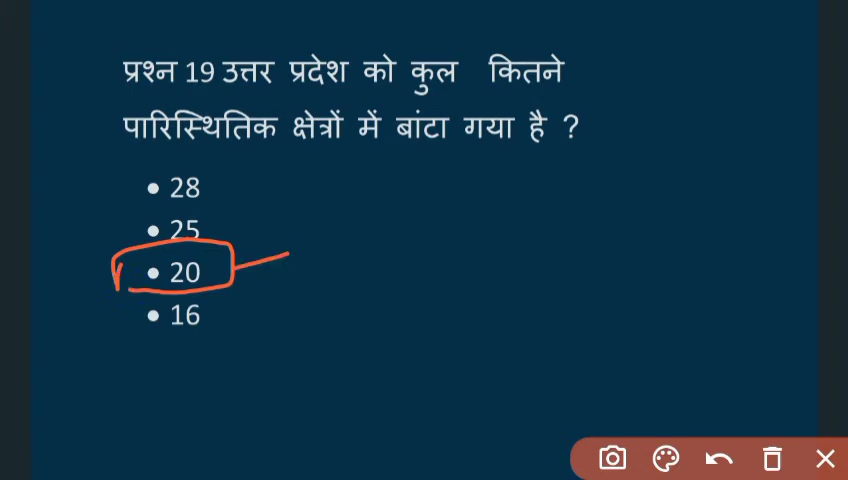 प्रश्न 19 उत्तर प्रदेश को कुल कितने
पारिस्थितिक क्षेत्रों में बांटा गया है ?
• 28
• 25
• 20
• 16